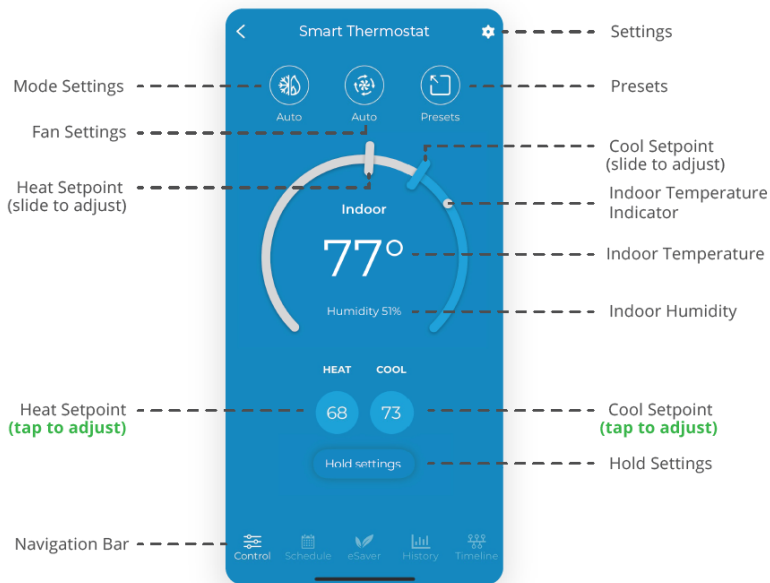 Smart Thermostat
Settings
Mode Settings
Presets
Auto
Auto
Presets
Fan Settings
Cool Setpoint
(slide to adjust)
Heat Setpoint
(slide to adjust)
Indoor Temperature
Indicator
Indoor
77°
Indoor Temperature
Humidity 51%
Indoor Humidity
HEAT
COOL
Heat Setpoint
(tap to adjust)
68
73
Cool Setpoint
(tap to adjust)
Hold settings
Hold Settings
Navigation Bar
Control
Schedule
eSaver
History
Timeline